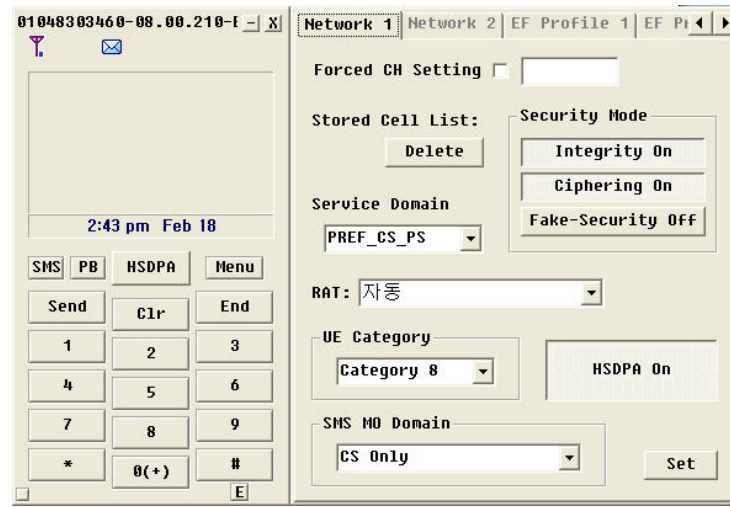 01048303460-08.00.210-E
X
2:43 pm Feb 18
SMS PB HSDPA Menu
Send Clr End
1 2 3
4 5 6
7 8 9
* 0(+) #
E
Network 1 Network 2 EF Profile 1 EF Pr
Forced CH Setting
Stored Cell List:
Delete
Service Domain
PREF_CS_PS
Security Mode
Integrity On
Ciphering On
Fake-Security Off
RAT: 자동
UE Category
Category 8
HSDPA On
SMS MO Domain
CS Only
Set